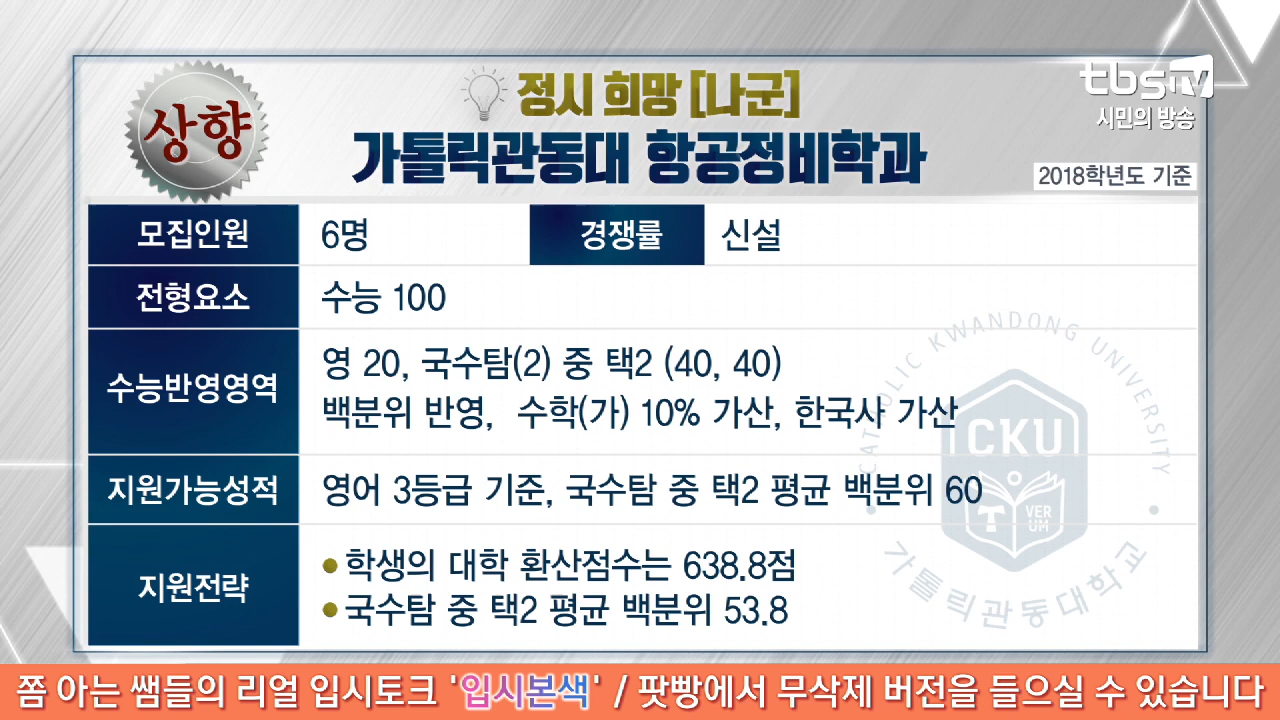 상향
정시 희망 [나군]
가톨릭관동대 항공정비학과
tbsTV
시민의 방송
2018학년도 기준
모집인원 6명 경쟁률 신설
전형요소 수능 100
수능반영영역 영 20, 국수탐(2) 중 택2 (40, 40)
백분위 반영, 수학(가) 10% 가산, 한국사 가산
지원가능성적 영어 3등급 기준, 국수탐 중 택2 평균 백분위 60
지원전략 ● 학생의 대학 환산점수는 638.8점
● 국수탐 중 택2 평균 백분위 53.8
CATHOLIC KWANDONG UNIVERSITY
CKU
VER
UM
가톨릭관동대학교
쫌 아는 쌤들의 리얼 입시토크 '입시본색' / 팟빵에서 무삭제 버전을 들으실 수 있습니다